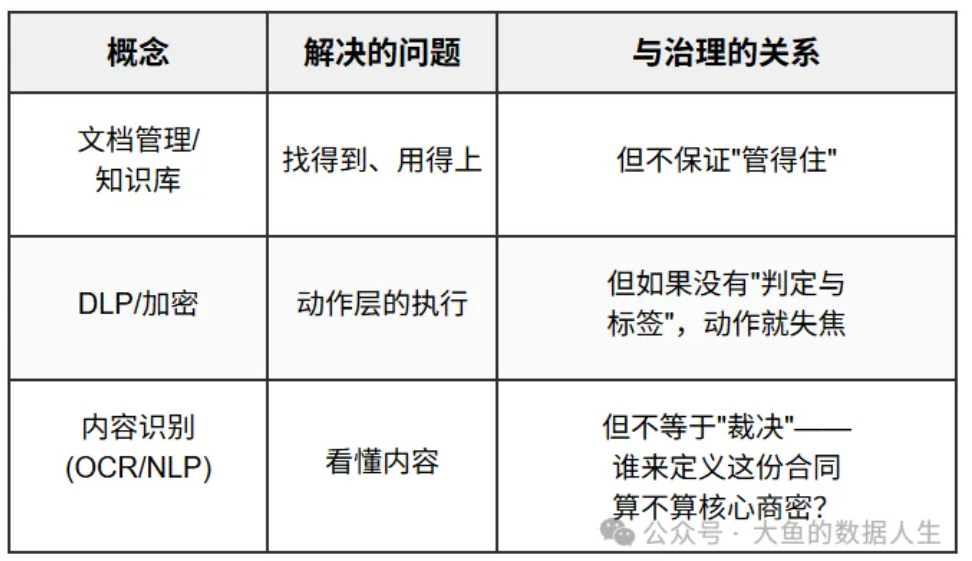 概念
解决的问题
与治理的关系
文档管理/
知识库
找得到、用得上
但不保证"管得住"
DLP/加密
动作层的执行
但如果没有"判定与
标签"，动作就失焦
内容识别
(OCR/NLP)
看懂内容
但不等于"裁决"——
谁来定义这份合同
算不算核心商密？
公众号 · 大鱼的数据人生